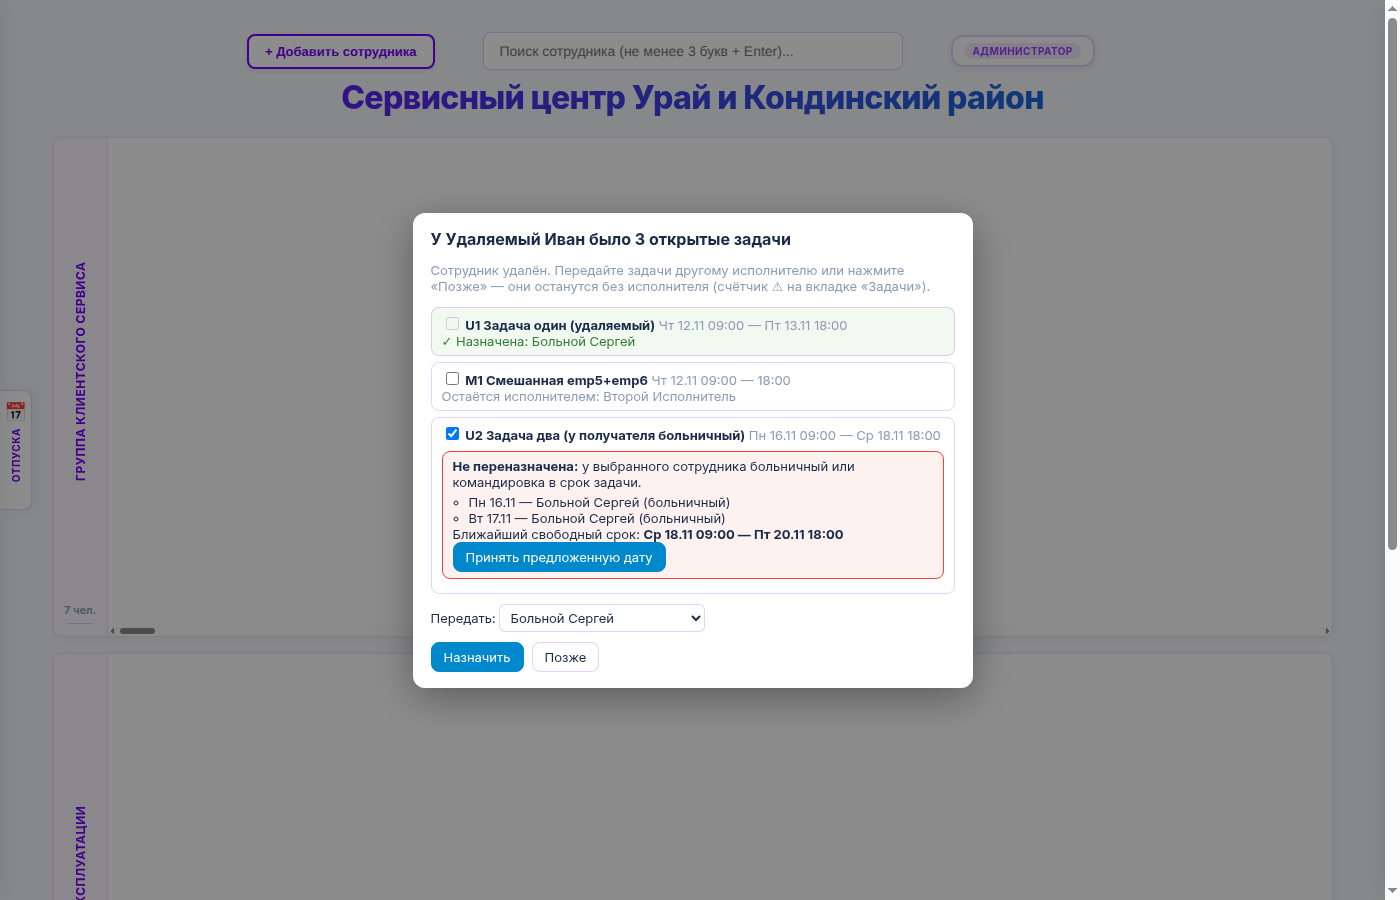 + Добавить сотрудника
Поиск сотрудника (не менее 3 букв + Enter)...
АДМИНИСТРАТОР
Сервисный центр Урай и Кондинский район
ГРУППА КЛИЕНТСКОГО СЕРВИСА
7 чел.
ОТПУСКА
У Удаляемый Иван было 3 открытые задачи
Сотрудник удалён. Передайте задачи другому исполнителю или нажмите
«Позже» — они останутся без исполнителя (счётчик ⚠ на вкладке «Задачи»).
U1 Задача один (удаляемый) Чт 12.11 09:00 — Пт 13.11 18:00
✓ Назначена: Больной Сергей
M1 Смешанная emp5+emp6 Чт 12.11 09:00 — 18:00
Остаётся исполнителем: Второй Исполнитель
U2 Задача два (у получателя больничный) Пн 16.11 09:00 — Ср 18.11 18:00
Не переназначена: у выбранного сотрудника больничный или
командировка в срок задачи.
Пн 16.11 — Больной Сергей (больничный)
Вт 17.11 — Больной Сергей (больничный)
Ближайший свободный срок: Ср 18.11 09:00 — Пт 20.11 18:00
Принять предложенную дату
Передать: Больной Сергей
Назначить Позже